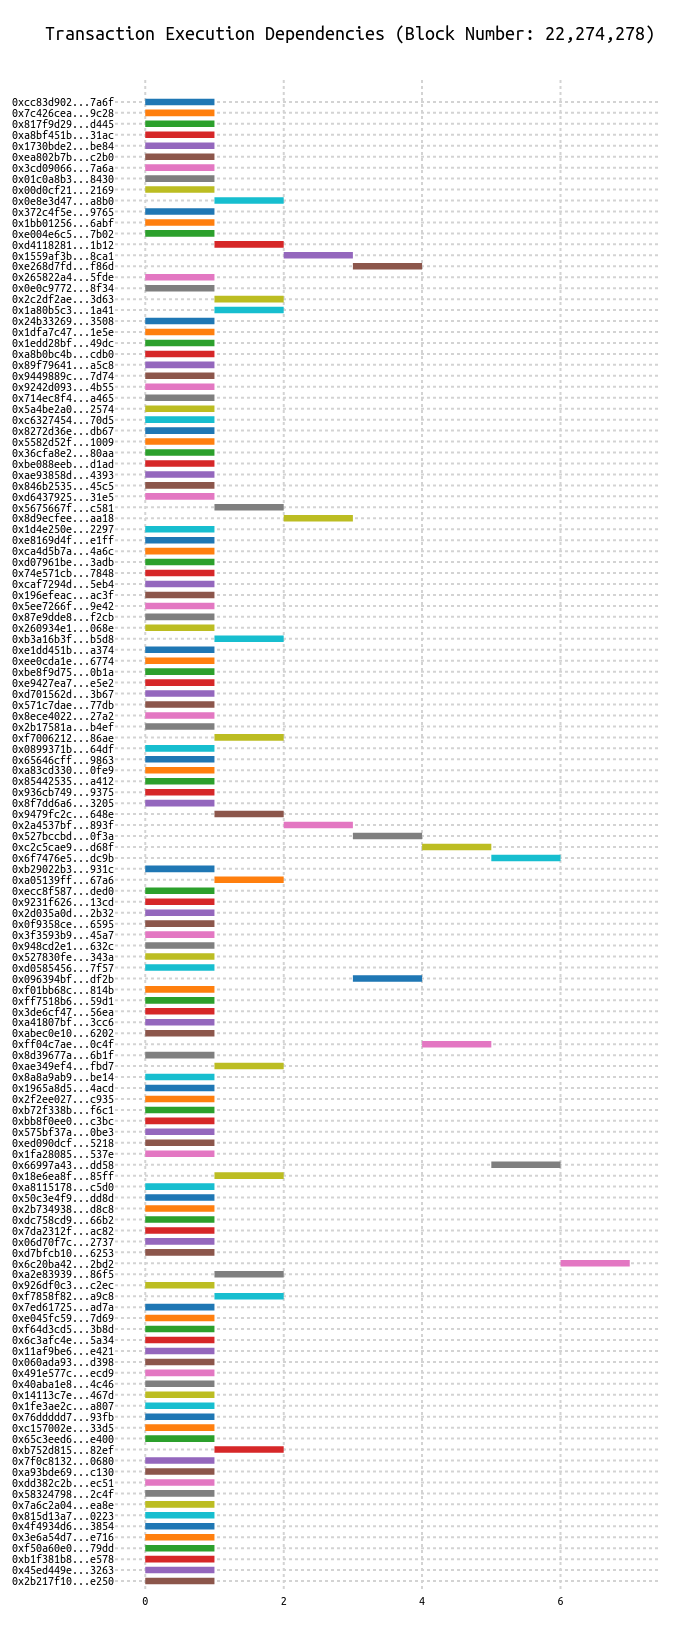 Transaction Execution Dependencies (Block Number: 22,274,278)
0xcc83d902...7a6f
0x7c426cea...9c28
0x817f9d29...d445
0xa8bf451b...31ac
0x1730bde2...be84
0xea802b7b...c2b0
0x3cd09066...7a6a
0x01c0a8b3...8430
0x00d0cf21...2169
0x0e8e3d47...a8b0
0x372c4f5e...9765
0x1bb01256...6abf
0xe004e6c5...7b02
0xd4118281...1b12
0x1559af3b...8ca1
0xe268d7fd...f86d
0x265822a4...5fde
0x0e0c9772...8f34
0x2c2df2ae...3d63
0x1a80b5c3...1a41
0x24b33269...3508
0x1dfa7c47...1e5e
0x1edd28bf...49dc
0xa8b0bc4b...cdb0
0x89f79641...a5c8
0x9449889c...7d74
0x9242d093...4b55
0x714ec8f4...a465
0x5a4be2a0...2574
0xc6327454...70d5
0x8272d36e...db67
0x5582d52f...1009
0x36cfa8e2...80aa
0xbe088eeb...d1ad
0xae93858d...4393
0x846b2535...45c5
0xd6437925...31e5
0x5675667f...c581
0x8d9ecfee...aa18
0x1d4e250e...2297
0xe8169d4f...e1ff
0xca4d5b7a...4a6c
0xd07961be...3adb
0x74e571cb...7848
0xcaf7294d...5eb4
0x196efeac...ac3f
0x5ee7266f...9e42
0x87e9dde8...f2cb
0x260934e1...068e
0xb3a16b3f...b5d8
0xe1dd451b...a374
0xee0cda1e...6774
0xbe8f9d75...0b1a
0xe9427ea7...e5e2
0xd701562d...3b67
0x571c7dae...77db
0x8ece4022...27a2
0x2b17581a...b4ef
0xf7006212...86ae
0x0899371b...64df
0x65646cff...9863
0xa83cd330...0fe9
0x85442535...a412
0x936cb749...9375
0x8f7dd6a6...3205
0x9479fc2c...648e
0x2a4537bf...893f
0x527bccbd...0f3a
0xc2c5cae9...d68f
0x6f7476e5...dc9b
0xb29022b3...931c
0xa05139ff...67a6
0xecc8f587...ded0
0x9231f626...13cd
0x2d035a0d...2b32
0x0f9358ce...6595
0x3f3593b9...45a7
0x948cd2e1...632c
0x527830fe...343a
0xd0585456...7f57
0x096394bf...df2b
0xf01bb68c...814b
0xff7518b6...59d1
0x3de6cf47...56ea
0xa41807bf...3cc6
0xabec0e10...6202
0xff04c7ae...0c4f
0x8d39677a...6b1f
0xae349ef4...fbd7
0x8a8a9ab9...be14
0x1965a8d5...4acd
0x2f2ee027...c935
0xb72f338b...f6c1
0xbb8f0ee0...c3bc
0x575bf37a...0be3
0xed090dcf...5218
0x1fa28085...537e
0x66997a43...dd58
0x18e6ea8f...85ff
0xa8115178...c5d0
0x50c3e4f9...dd8d
0x2b734938...d8c8
0xdc758cd9...66b2
0x7da2312f...ac82
0x06d70f7c...2737
0xd7bfcb10...6253
0x6c20ba42...2bd2
0xa2e83939...86f5
0x926df0c3...c2ec
0xf7858f82...a9c8
0x7ed61725...ad7a
0xe045fc59...7d69
0xf64d3cd5...3b8d
0x6c3afc4e...5a34
0x11af9be6...e421
0x060ada93...d398
0x491e577c...ecd9
0x40aba1e8...4c46
0x14113c7e...467d
0x1fe3ae2c...a807
0x76ddddd7...93fb
0xc157002e...33d5
0x65c3eed6...e400
0xb752d815...82ef
0x7f0c8132...0680
0xa93bde69...c130
0xdd382c2b...ec51
0x58324798...2c4f
0x7a6c2a04...ea8e
0x815d13a7...0223
0x4f4934d6...3854
0x3e6a54d7...e716
0xf50a60e0...79dd
0xb1f381b8...e578
0x45ed449e...3263
0x2b217f10...e250
0 2 4 6